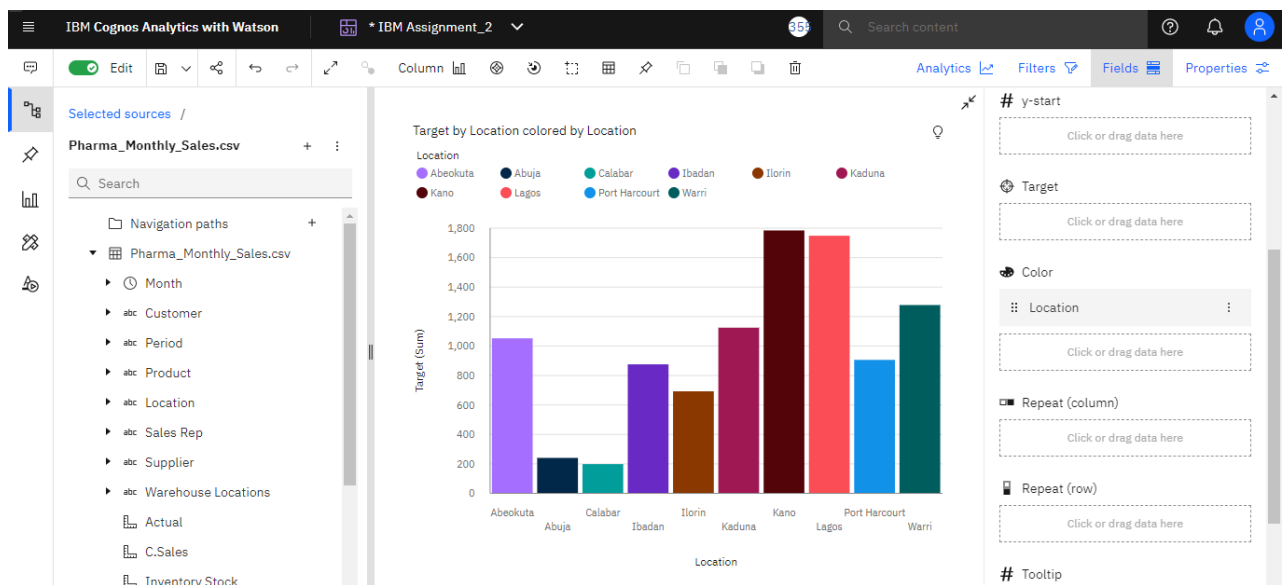 IBM Cognos Analytics with Watson
* IBM Assignment_2
355
Search content
Edit
Column
Analytics
Filters
Fields
Properties
Selected sources /
Pharma_Monthly_Sales.csv
Search
Navigation paths
Pharma_Monthly_Sales.csv
Month
abc Customer
abc Period
abc Product
abc Location
abc Sales Rep
abc Supplier
abc Warehouse Locations
Actual
C.Sales
Inventory Stock
Target by Location colored by Location
Location
Abeokuta Abuja Calabar Ibadan Ilorin Kaduna
Kano Lagos Port Harcourt Warri
1,800
1,600
1,400
1,200
1,000
800
600
400
200
0
Target (Sum)
Abeokuta Calabar Ilorin Kano Port Harcourt
Abuja Ibadan Kaduna Lagos Warri
Location
# y-start
Click or drag data here
Target
Click or drag data here
Color
Location
Click or drag data here
Repeat (column)
Click or drag data here
Repeat (row)
Click or drag data here
# Tooltip